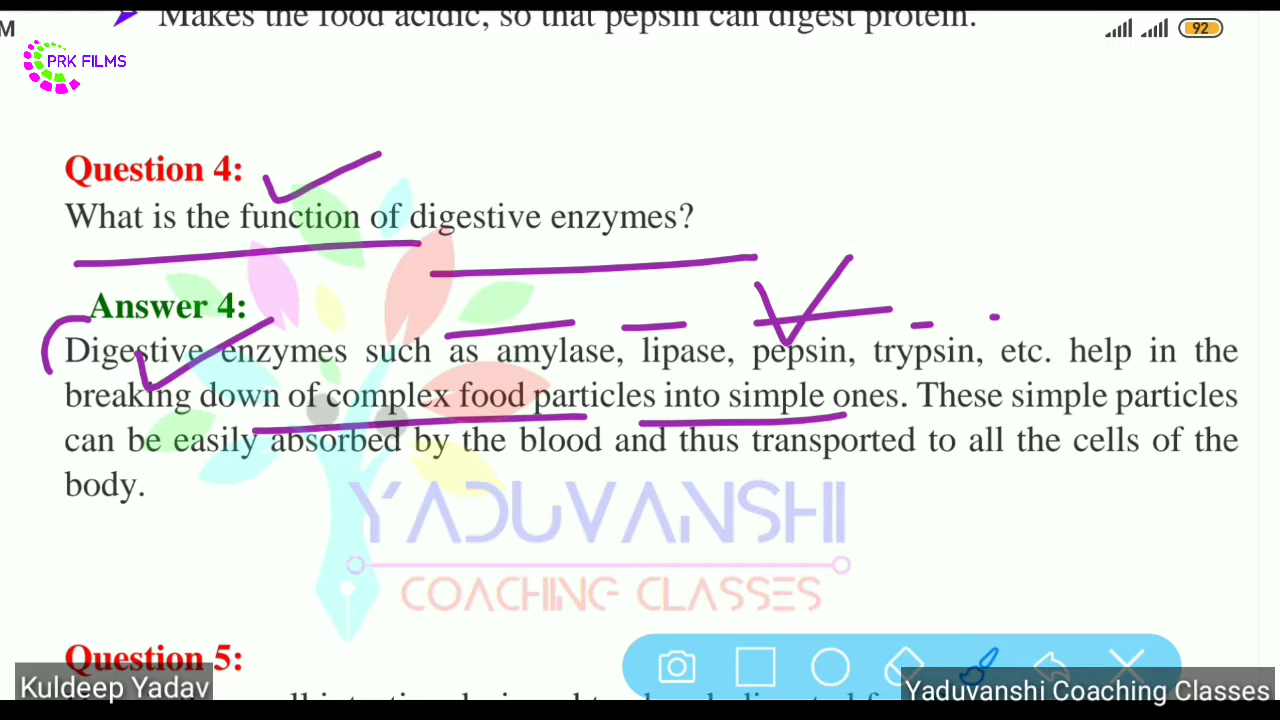 Makes the food acidic, so that pepsin can digest protein.
M
92
PRK FILMS
Question 4:
What is the function of digestive enzymes?
Answer 4:
Digestive enzymes such as amylase, lipase, pepsin, trypsin, etc. help in the
breaking down of complex food particles into simple ones. These simple particles
can be easily absorbed by the blood and thus transported to all the cells of the
body.
YADUVANSHI
COACHING CLASSES
Question 5:
Kuldeep Yadav
Yaduvanshi Coaching Classes